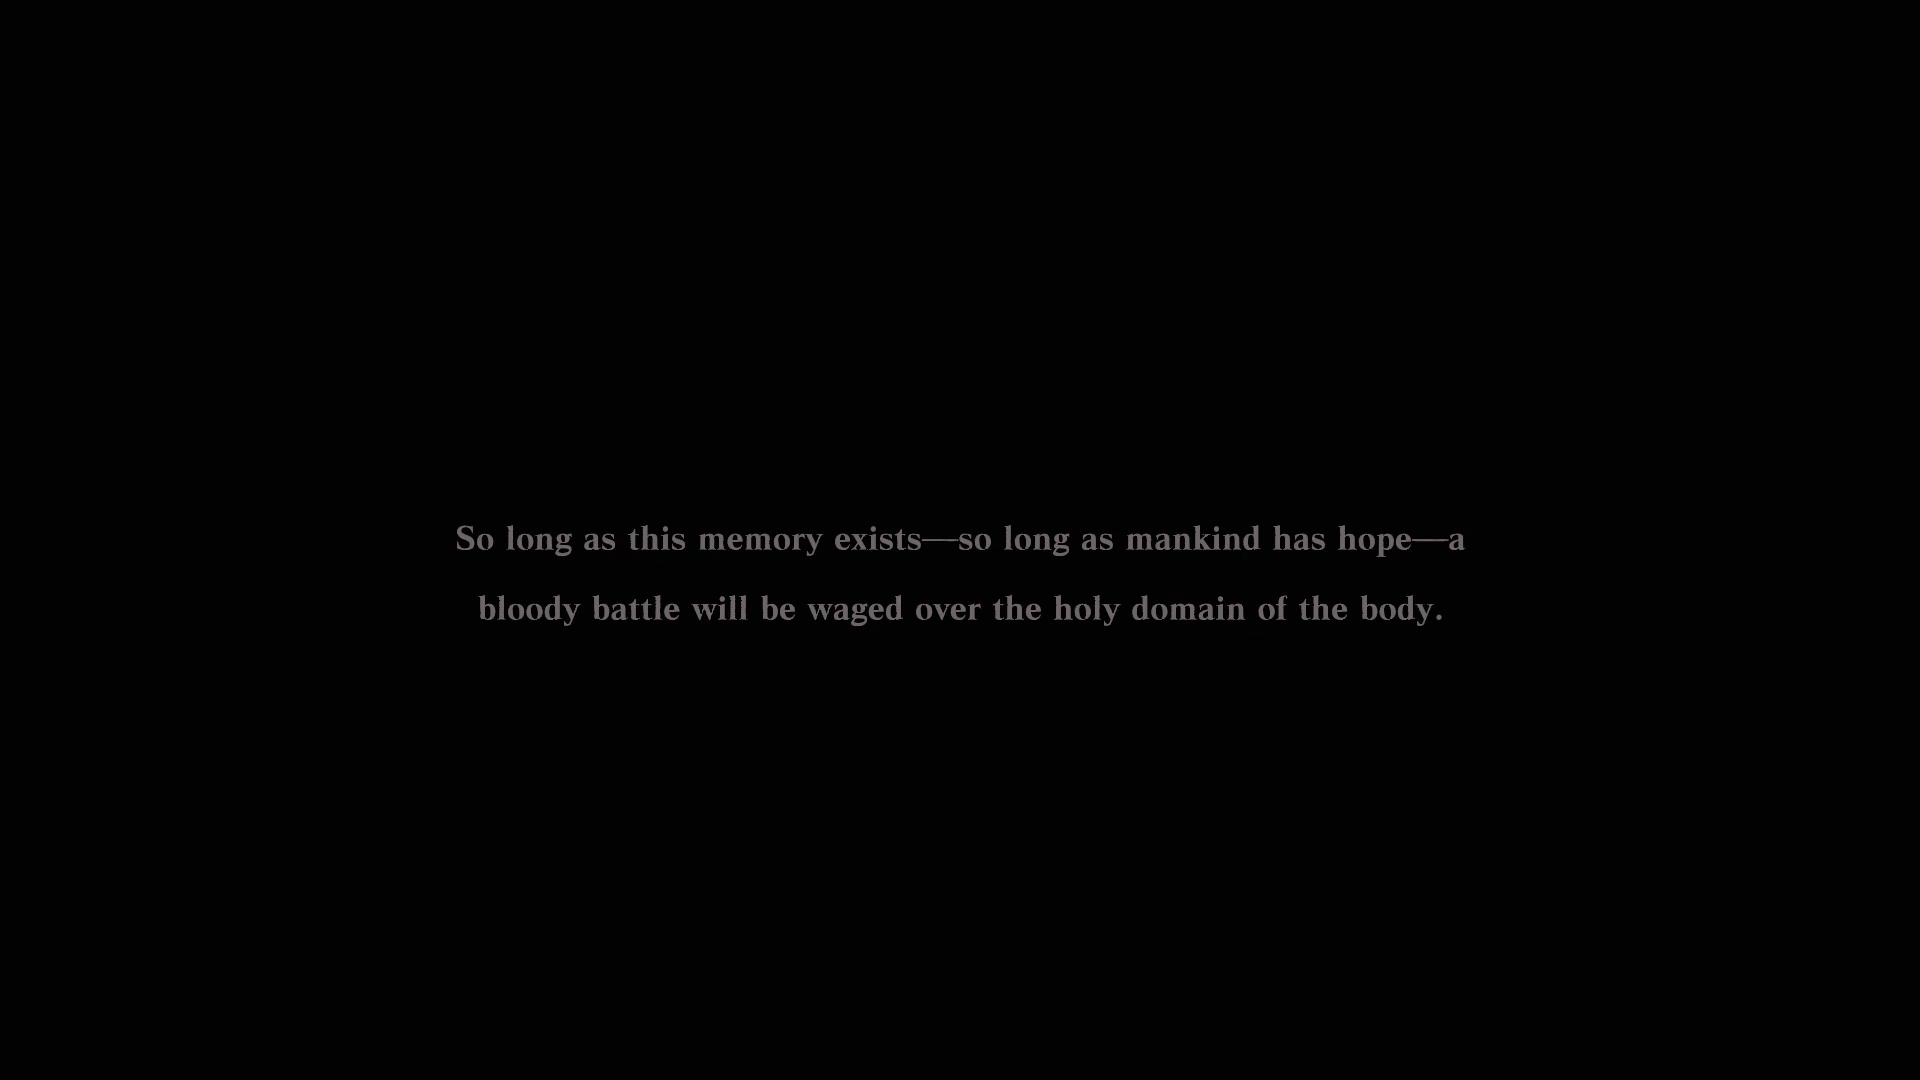 So long as this memory exists—so long as mankind has hope—a
bloody battle will be waged over the holy domain of the body.